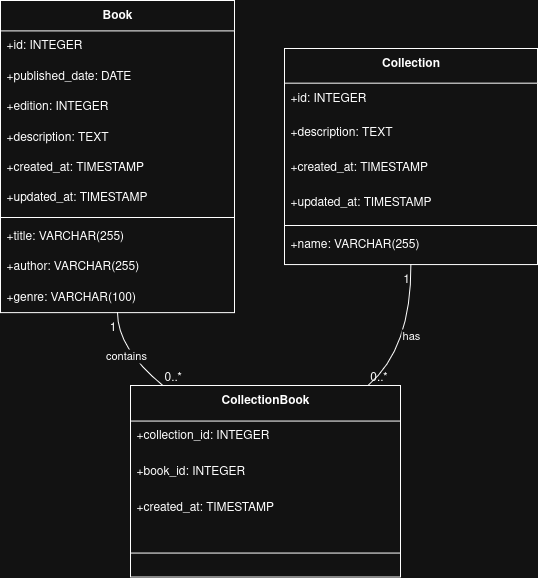 Book
+id: INTEGER
+published_date: DATE
+edition: INTEGER
+description: TEXT
+created_at: TIMESTAMP
+updated_at: TIMESTAMP
+title: VARCHAR(255)
+author: VARCHAR(255)
+genre: VARCHAR(100)
Collection
+id: INTEGER
+description: TEXT
+created_at: TIMESTAMP
+updated_at: TIMESTAMP
+name: VARCHAR(255)
1
contains
0..*
1
has
0..*
CollectionBook
+collection_id: INTEGER
+book_id: INTEGER
+created_at: TIMESTAMP